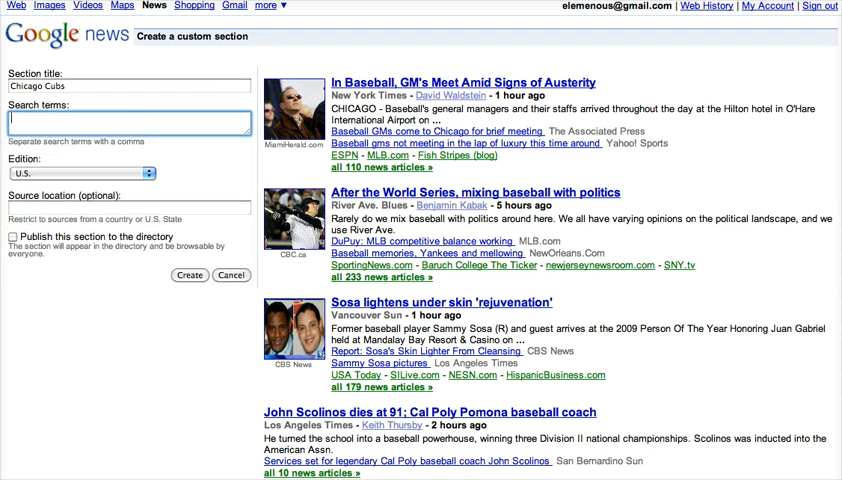 Web Images Videos Maps News Shopping Gmail more ▼
elemenous@gmail.com | Web History | My Account | Sign out
Google news Create a custom section
Section title:
Chicago Cubs
Search terms:
Separate search terms with a comma
Edition:
U.S.
Source location (optional):
Restrict to sources from a country or U.S. State
Publish this section to the directory
The section will appear in the directory and be browsable by
everyone.
Create Cancel
In Baseball, GM's Meet Amid Signs of Austerity
New York Times - David Waldstein - 1 hour ago
CHICAGO - Baseball's general managers and their staffs arrived throughout the day at the Hilton hotel in O'Hare
International Airport on ...
Baseball GMs come to Chicago for brief meeting The Associated Press
Baseball gms not meeting in the lap of luxury this time around Yahoo! Sports
ESPN - MLB.com - Fish Stripes (blog)
all 110 news articles »
MiamiHerald.com
After the World Series, mixing baseball with politics
River Ave. Blues - Benjamin Kabak - 5 hours ago
Rarely do we mix baseball with politics around here. We all have varying opinions on the political landscape, and we
use River Ave.
DuPuy: MLB competitive balance working MLB.com
Baseball memories, Yankees and mellowing NewOrleans.Com
SportingNews.com - Baruch College The Ticker - newjerseynewsroom.com - SNY.tv
all 233 news articles »
CBC.ca
Sosa lightens under skin 'rejuvenation'
Vancouver Sun - 1 hour ago
Former baseball player Sammy Sosa (R) and guest arrives at the 2009 Person Of The Year Honoring Juan Gabriel
held at Mandalay Bay Resort & Casino on ...
Report: Sosa's Skin Lighter From Cleansing CBS News
Sammy Sosa pictures Los Angeles Times
USA Today - SILive.com - NESN.com - HispanicBusiness.com
all 179 news articles »
CBS News
John Scolinos dies at 91; Cal Poly Pomona baseball coach
Los Angeles Times - Keith Thursby - 2 hours ago
He turned the school into a baseball powerhouse, winning three Division II national championships. Scolinos was inducted into the
American Assn.
Services set for legendary Cal Poly baseball coach John Scolinos San Bernardino Sun
all 10 news articles »